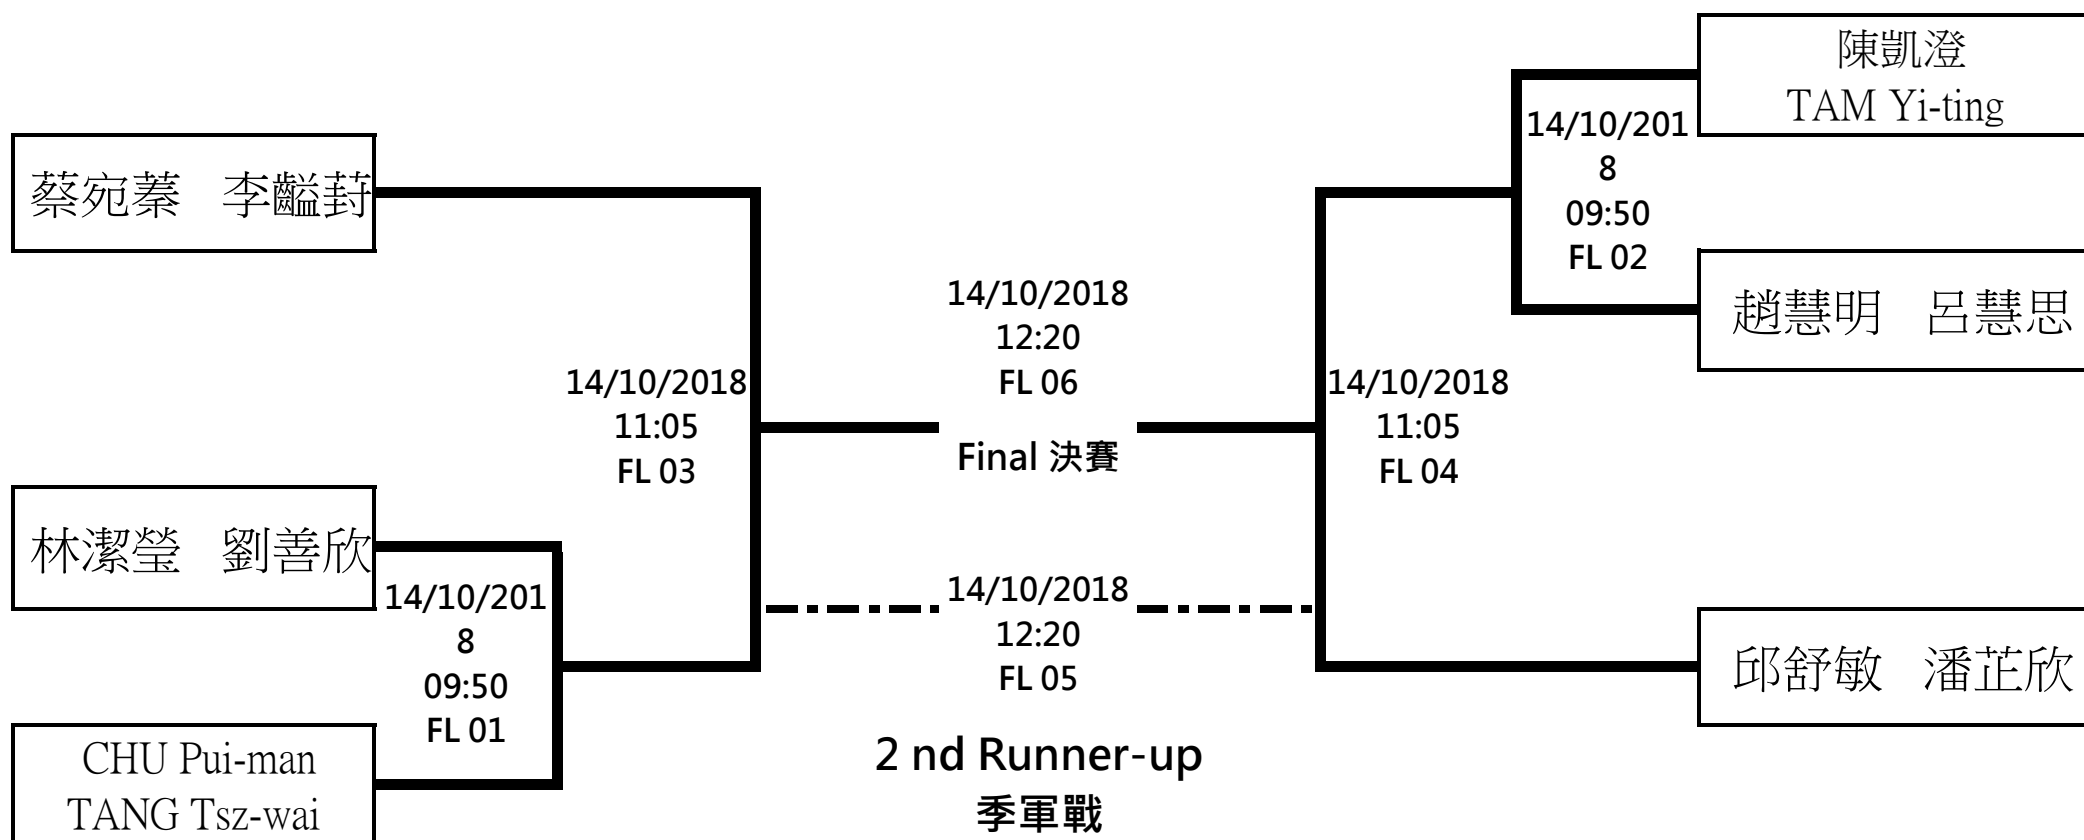 陳凱澄
TAM Yi-ting
14/10/201
8
09:50
FL 02
趙慧明 呂慧思
蔡宛蓁 李齸葑
14/10/2018
12:20
FL 06
Final 決賽
14/10/2018
11:05
FL 03
14/10/2018
11:05
FL 04
林潔瑩 劉善欣
14/10/201
8
09:50
FL 01
CHU Pui-man
TANG Tsz-wai
14/10/2018
12:20
FL 05
2 nd Runner-up
季軍戰
邱舒敏 潘芷欣